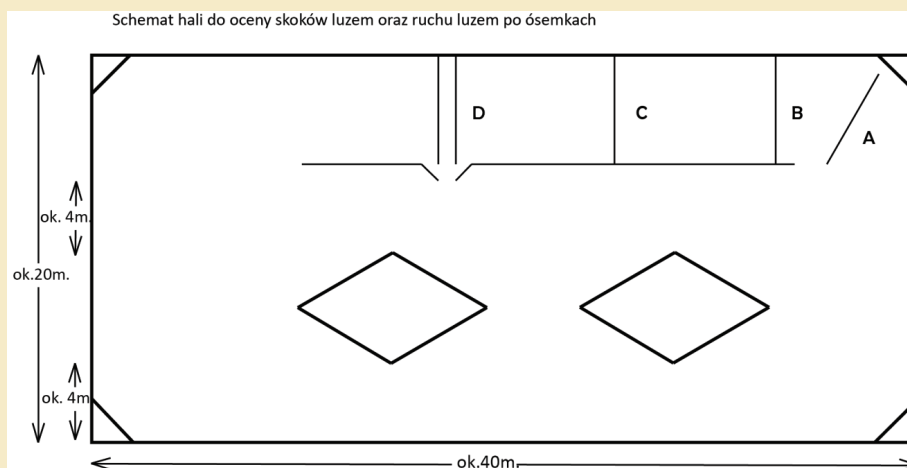 Schemat hali do oceny skoków luzem oraz ruchu luzem po ósemkach
D
C
B
A
ok. 4m.
ok.20m.
ok. 4m
ok.40m.